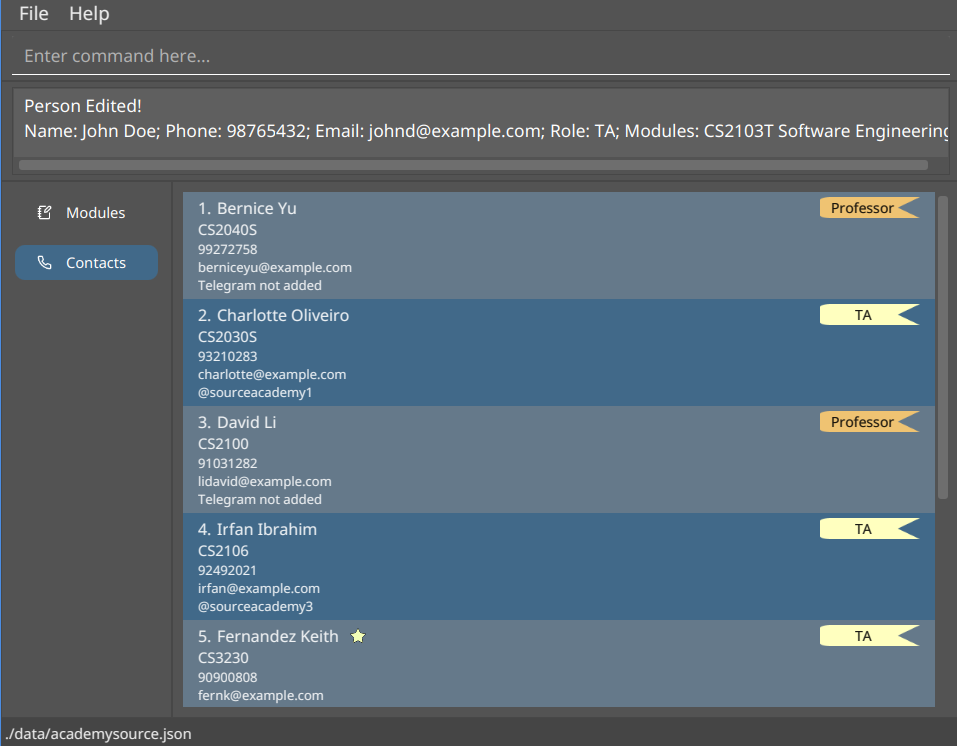 File Help
Enter command here...
Person Edited!
Name: John Doe; Phone: 98765432; Email: johnd@example.com; Role: TA; Modules: CS2103T Software Engineering
Modules
Contacts
1. Bernice Yu Professor
CS2040S
99272758
berniceyu@example.com
Telegram not added
2. Charlotte Oliveiro TA
CS2030S
93210283
charlotte@example.com
@sourceacademy1
3. David Li Professor
CS2100
91031282
lidavid@example.com
Telegram not added
4. Irfan Ibrahim TA
CS2106
92492021
irfan@example.com
@sourceacademy3
5. Fernandez Keith TA
CS3230
90900808
fernk@example.com
./data/academysource.json